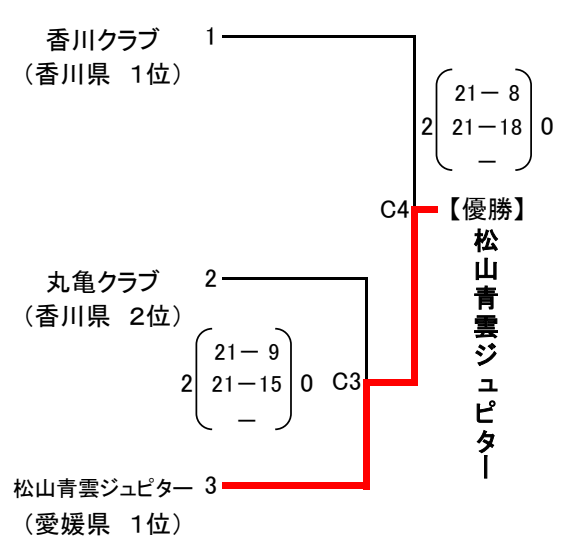 香川クラブ 1
（香川県 1位）
21－ 8
2 21－18 0
－
C4 【優勝】
松山青雲ジュピター
丸亀クラブ 2
（香川県 2位）
21－ 9
2 21－15 0 C3
－
松山青雲ジュピター 3
（愛媛県 1位）